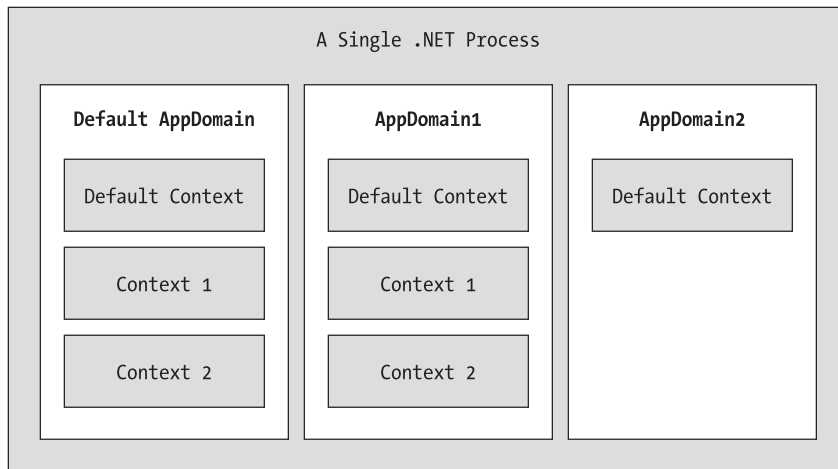 A Single .NET Process
Default AppDomain
Default Context
Context 1
Context 2
AppDomain1
Default Context
Context 1
Context 2
AppDomain2
Default Context